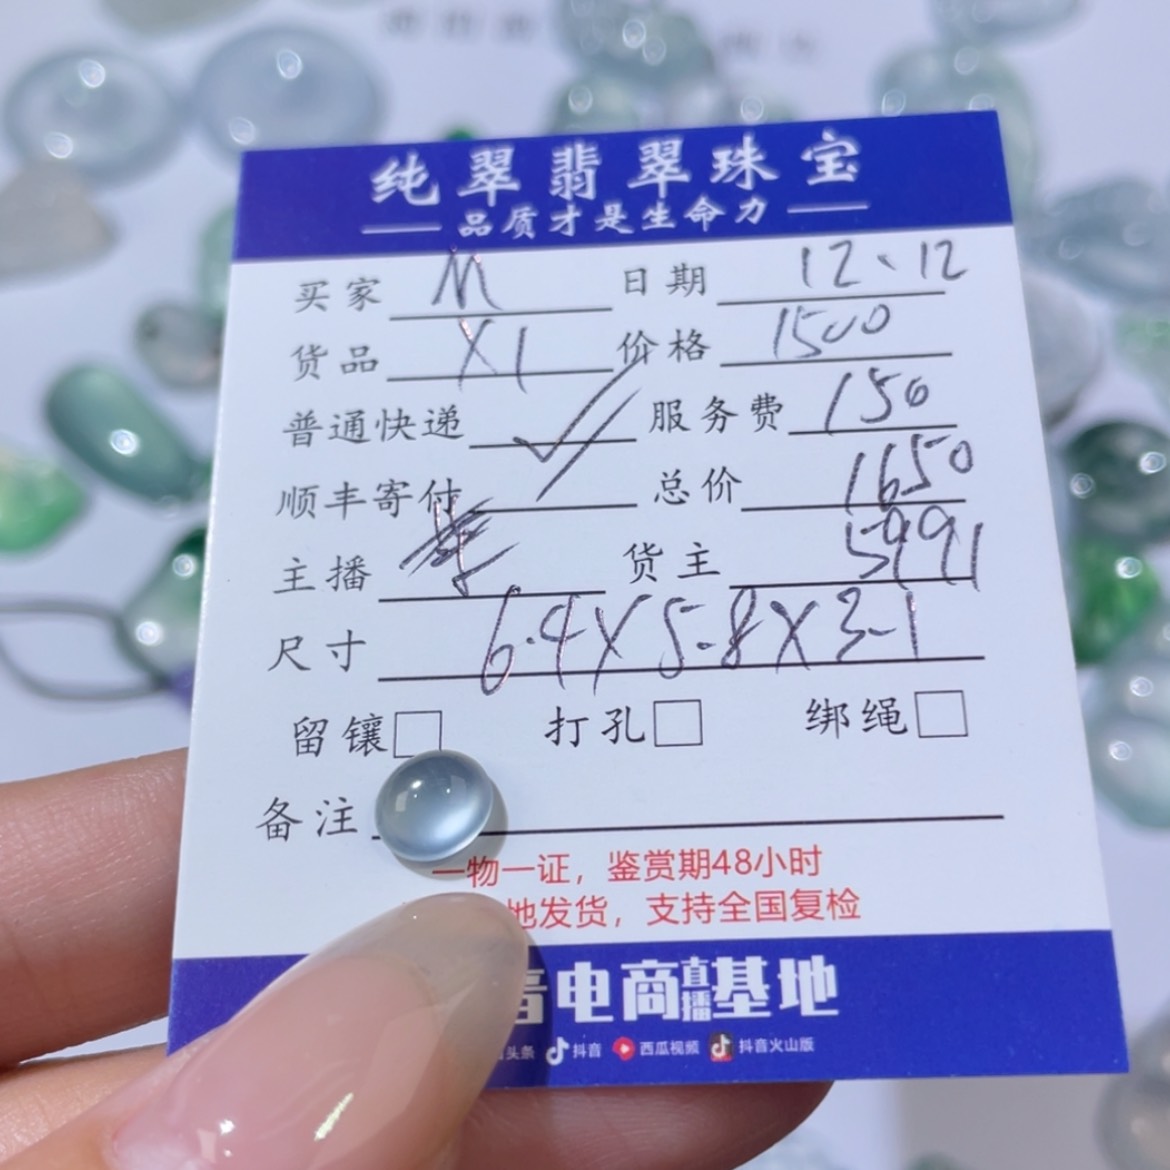 纯翠翡翠珠宝
品质才是生命力
买家 M 日期 12、12
货品 X1 价格 1500
普通快递 √ 服务费 150
顺丰寄付 总价 1650
主播 货主 5991
尺寸 6.4X5.8X3.1
留镶□ 打孔□ 绑绳□
备注
一物一证，鉴赏期48小时
地发货，支持全国复检
音电商直播基地
头条 抖音 西瓜视频 抖音火山版